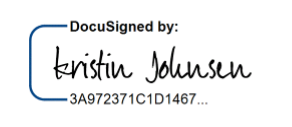 DocuSigned by:
Kristin Johnsen
3A972371C1D1467...